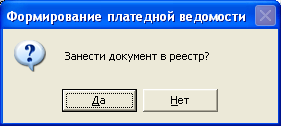 Формирование платедной ведомости
Занести документ в реестр?
Да
Нет